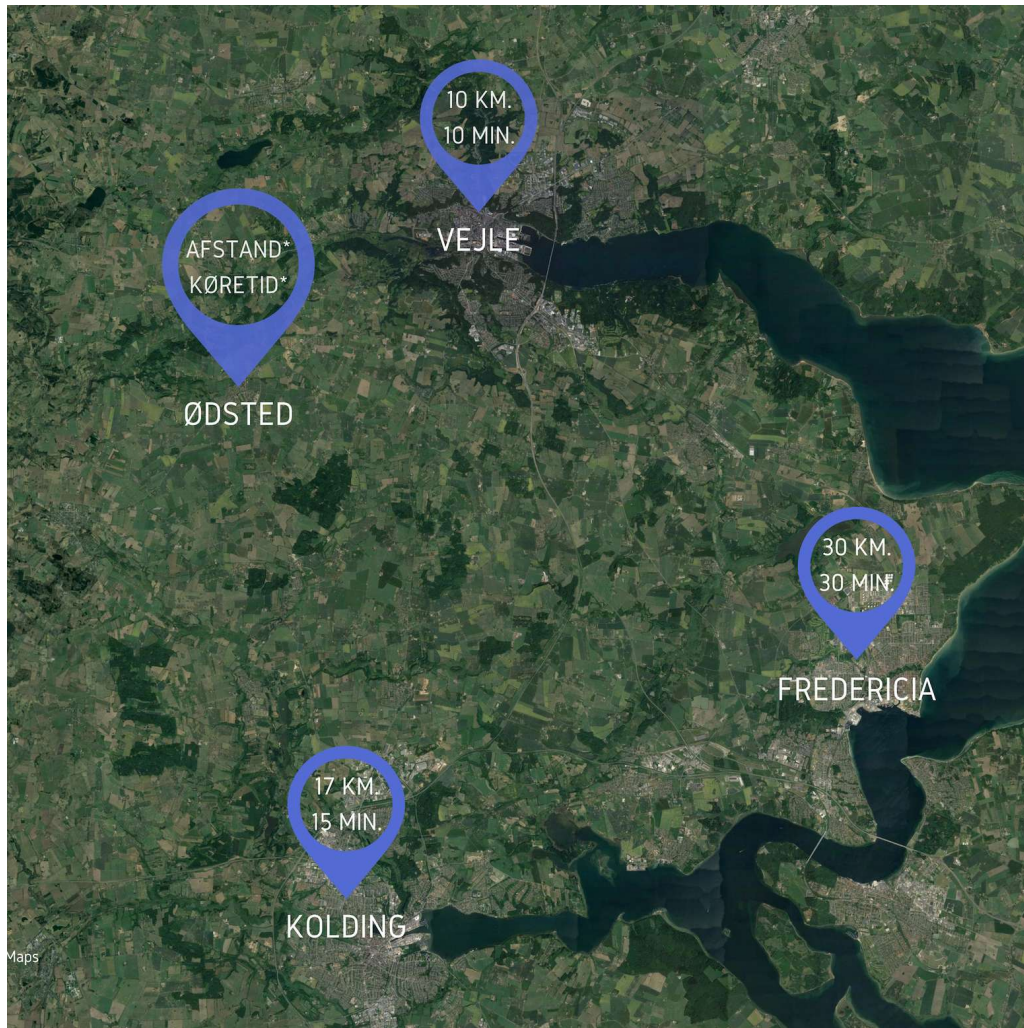 10 KM.
10 MIN.
VEJLE
AFSTAND*
KØRETID*
ØDSTED
30 KM.
30 MIN.
FREDERICIA
17 KM.
15 MIN.
KOLDING
Maps